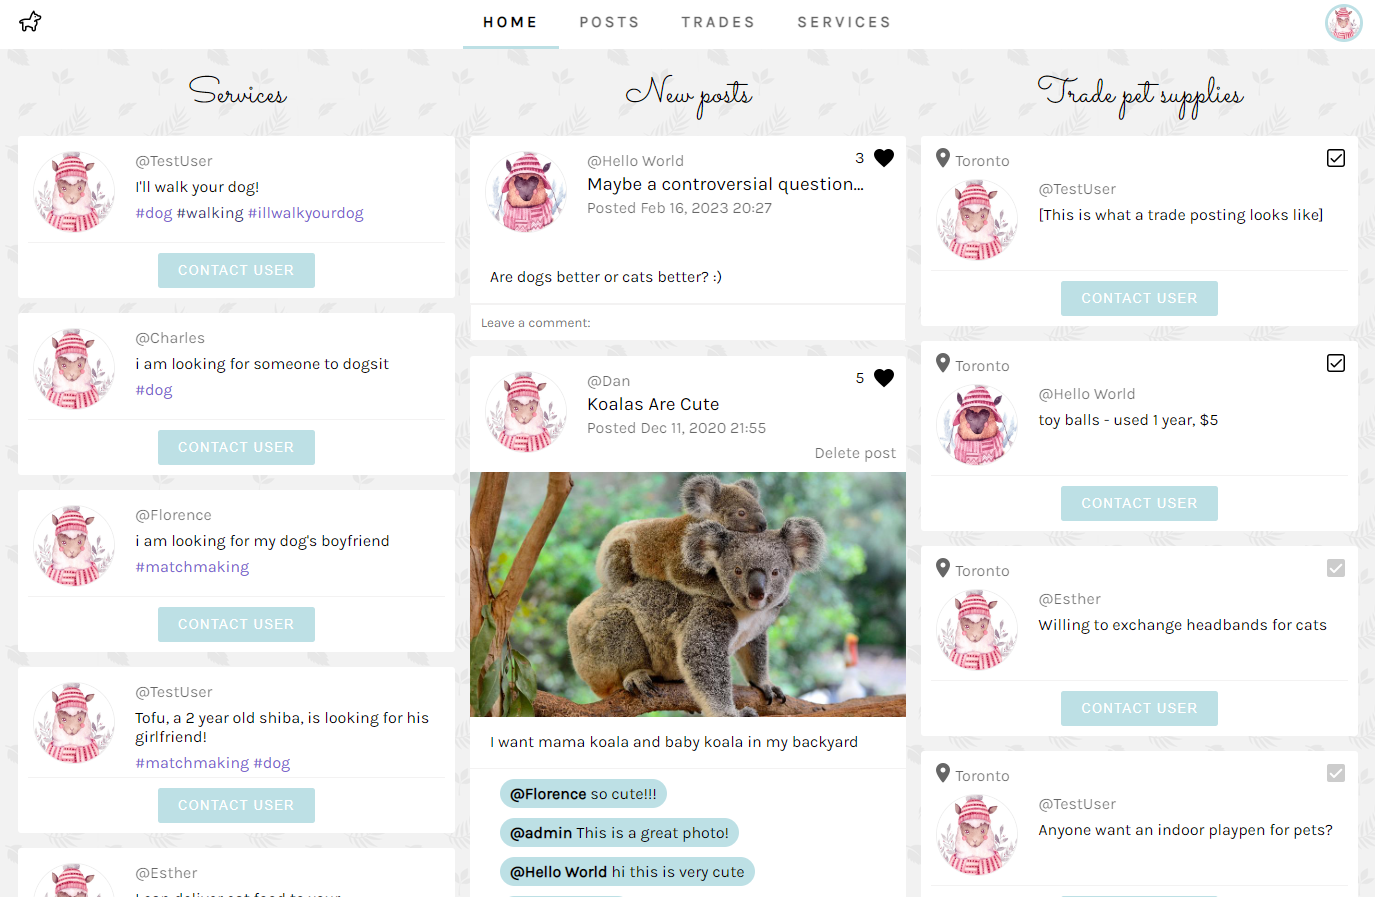 HOME POSTS TRADES SERVICES
Services
@TestUser
I'll walk your dog!
#dog #walking #illwalkyourdog
CONTACT USER
@Charles
i am looking for someone to dogsit
#dog
CONTACT USER
@Florence
i am looking for my dog's boyfriend
#matchmaking
CONTACT USER
@TestUser
Tofu, a 2 year old shiba, is looking for his
girlfriend!
#matchmaking #dog
CONTACT USER
@Esther
New posts
@Hello World
3
Maybe a controversial question...
Posted Feb 16, 2023 20:27
Are dogs better or cats better? :)
Leave a comment:
@Dan
5
Koalas Are Cute
Posted Dec 11, 2020 21:55
Delete post
I want mama koala and baby koala in my backyard
@Florence so cute!!!
@admin This is a great photo!
@Hello World hi this is very cute
Trade pet supplies
Toronto
@TestUser
[This is what a trade posting looks like]
CONTACT USER
Toronto
@Hello World
toy balls - used 1 year, $5
CONTACT USER
Toronto
@Esther
Willing to exchange headbands for cats
CONTACT USER
Toronto
@TestUser
Anyone want an indoor playpen for pets?